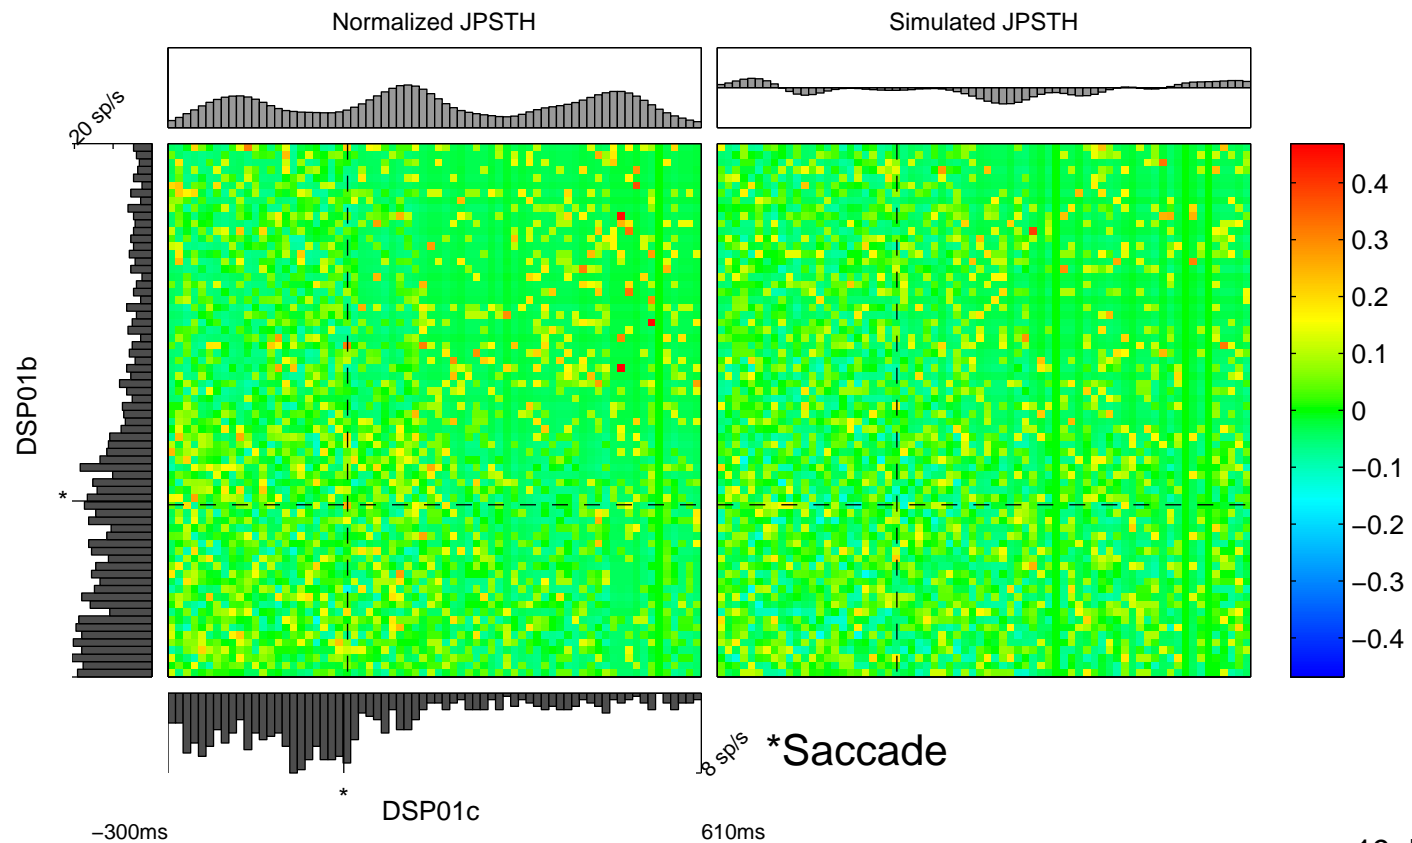 Normalized JPSTH
Simulated JPSTH
20 sp/s
DSP01b
*
0.4
0.3
0.2
0.1
0
−0.1
−0.2
−0.3
−0.4
8 sp/s
*Saccade
*
DSP01c
−300ms
610ms